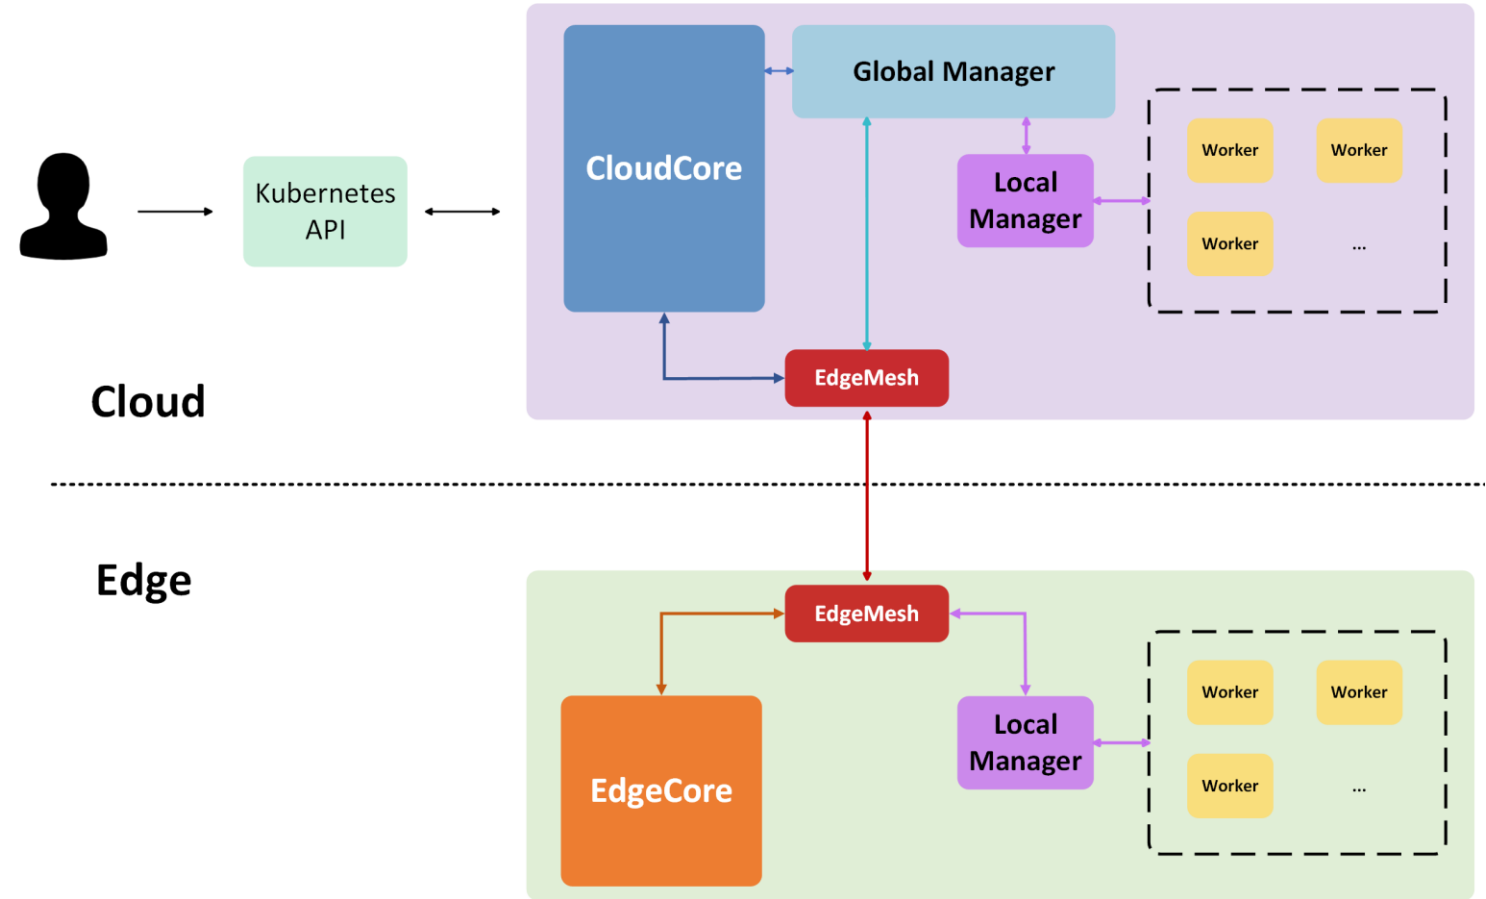 Global Manager
CloudCore
Kubernetes
API
Local
Manager
Worker
Worker
Worker
...
EdgeMesh
Cloud
Edge
EdgeMesh
EdgeCore
Local
Manager
Worker
Worker
Worker
...